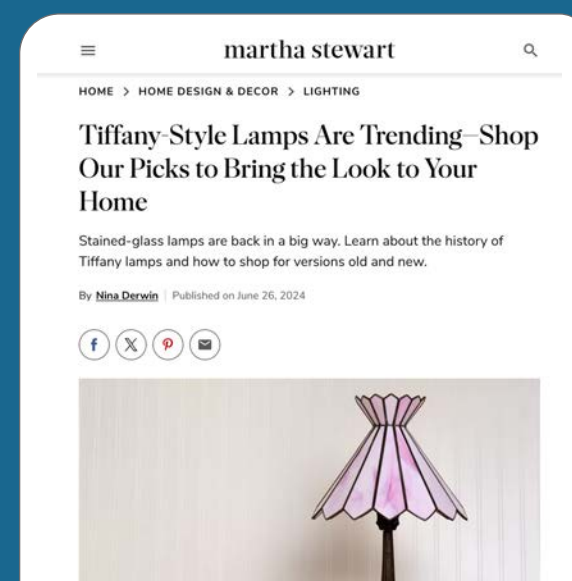 martha stewart
HOME > HOME DESIGN & DECOR > LIGHTING
Tiffany-Style Lamps Are Trending—Shop
Our Picks to Bring the Look to Your
Home
Stained-glass lamps are back in a big way. Learn about the history of
Tiffany lamps and how to shop for versions old and new.
By Nina Derwin | Published on June 26, 2024